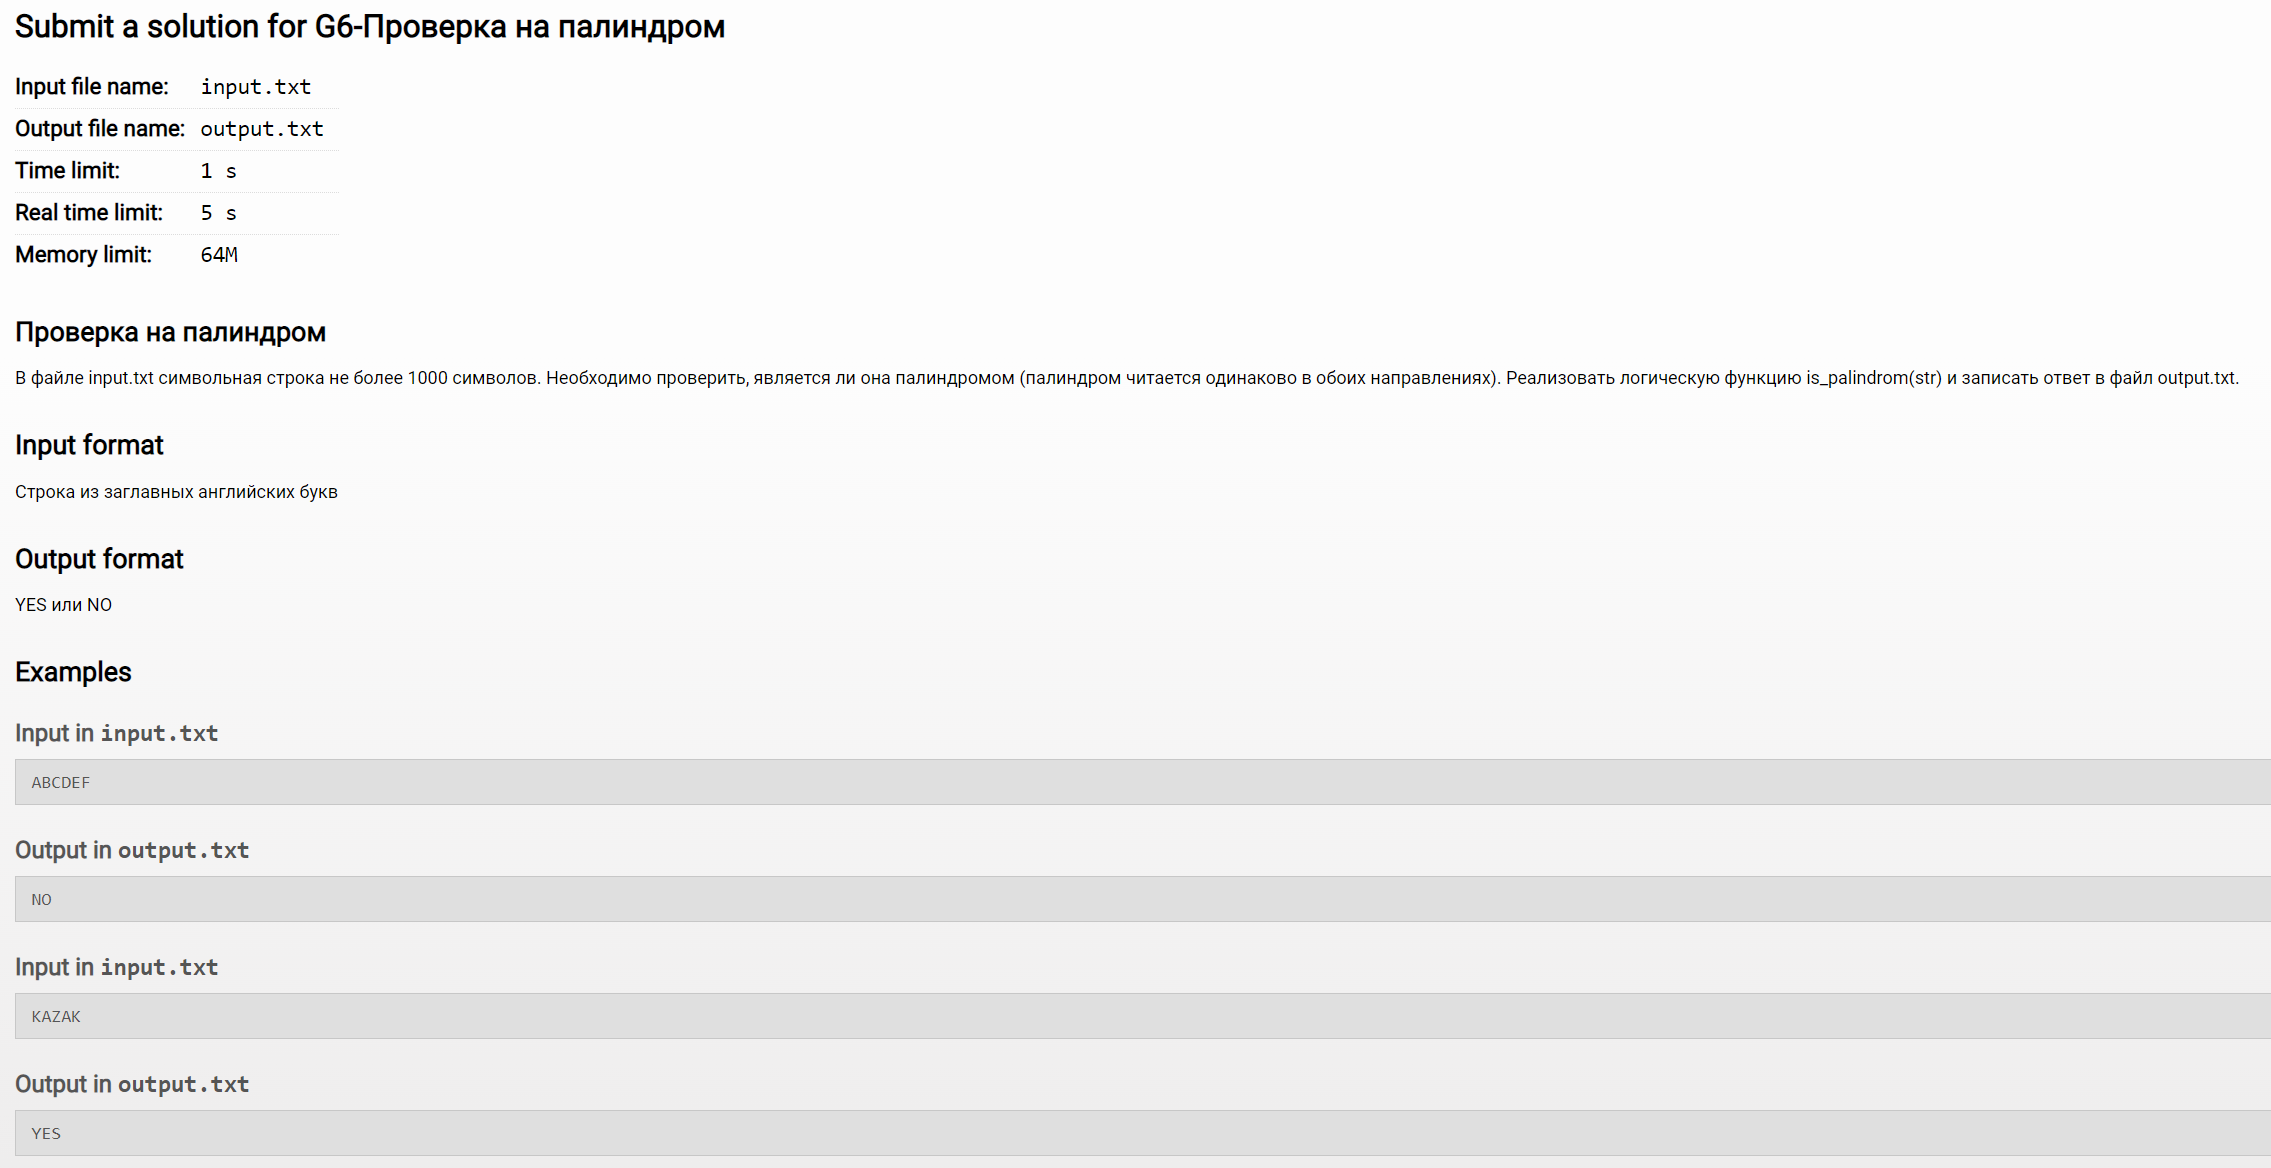 Submit a solution for G6-Проверка на палиндром
Input file name: input.txt
Output file name: output.txt
Time limit: 1 s
Real time limit: 5 s
Memory limit: 64M
Проверка на палиндром
В файле input.txt символьная строка не более 1000 символов. Необходимо проверить, является ли она палиндромом (палиндром читается одинаково в обоих направлениях). Реализовать логическую функцию is_palindrom(str) и записать ответ в файл output.txt.
Input format
Строка из заглавных английских букв
Output format
YES или NO
Examples
Input in input.txt
ABCDEF
Output in output.txt
NO
Input in input.txt
KAZAK
Output in output.txt
YES